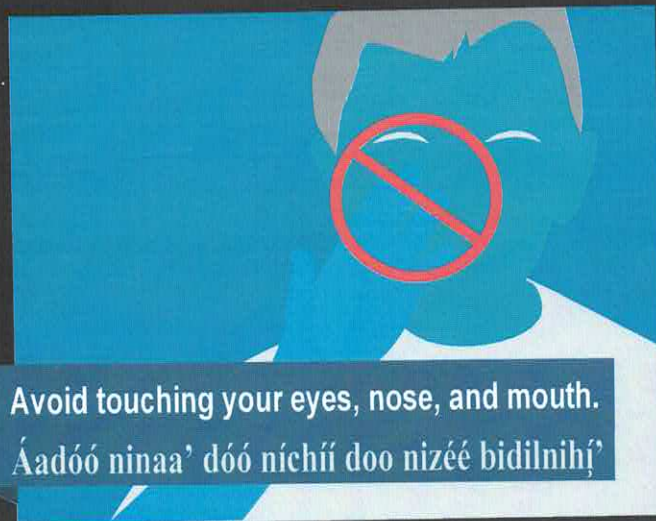 Avoid touching your eyes, nose, and mouth.
Áadóó ninaa’ dóó níchíí doo nizéé bidilnihį́’